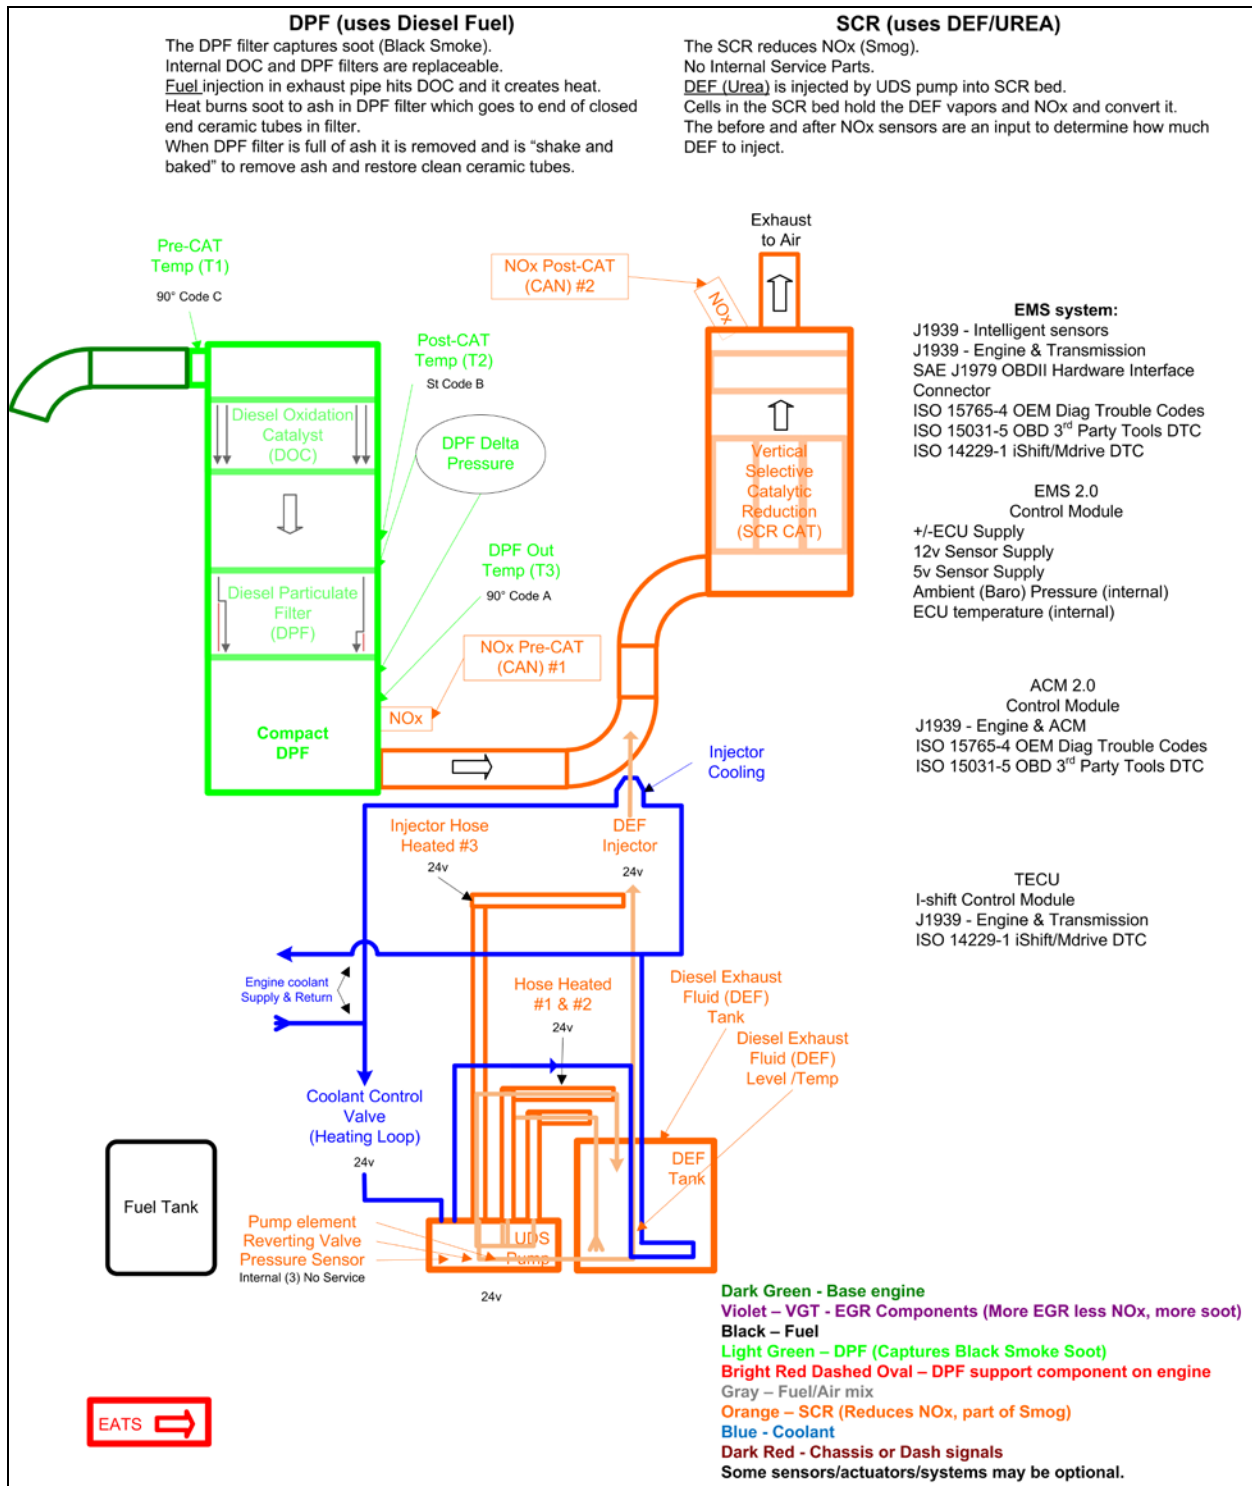 DPF (uses Diesel Fuel)
The DPF filter captures soot (Black Smoke).
Internal DOC and DPF filters are replaceable.
Fuel injection in exhaust pipe hits DOC and it creates heat.
Heat burns soot to ash in DPF filter which goes to end of closed
end ceramic tubes in filter.
When DPF filter is full of ash it is removed and is “shake and
baked” to remove ash and restore clean ceramic tubes.
SCR (uses DEF/UREA)
The SCR reduces NOx (Smog).
No Internal Service Parts.
DEF (Urea) is injected by UDS pump into SCR bed.
Cells in the SCR bed hold the DEF vapors and NOx and convert it.
The before and after NOx sensors are an input to determine how much
DEF to inject.
Pre-CAT
Temp (T1)
90° Code C
Post-CAT
Temp (T2)
St Code B
Diesel Oxidation
Catalyst
(DOC)
DPF Delta
Pressure
DPF Out
Temp (T3)
90° Code A
Diesel Particulate
Filter
(DPF)
NOx Pre-CAT
(CAN) #1
NOx
Compact
DPF
Exhaust
to Air
NOx Post-CAT
(CAN) #2
NOx
Vertical
Selective
Catalytic
Reduction
(SCR CAT)
EMS system:
J1939 - Intelligent sensors
J1939 - Engine & Transmission
SAE J1979 OBDII Hardware Interface
Connector
ISO 15765-4 OEM Diag Trouble Codes
ISO 15031-5 OBD 3rd Party Tools DTC
ISO 14229-1 iShift/Mdrive DTC
EMS 2.0
Control Module
+/-ECU Supply
12v Sensor Supply
5v Sensor Supply
Ambient (Baro) Pressure (internal)
ECU temperature (internal)
ACM 2.0
Control Module
J1939 - Engine & ACM
ISO 15765-4 OEM Diag Trouble Codes
ISO 15031-5 OBD 3rd Party Tools DTC
TECU
I-shift Control Module
J1939 - Engine & Transmission
ISO 14229-1 iShift/Mdrive DTC
Injector
Cooling
Injector Hose
Heated #3
24v
DEF
Injector
24v
Engine coolant
Supply & Return
Hose Heated
#1 & #2
24v
Diesel Exhaust
Fluid (DEF)
Tank
Diesel Exhaust
Fluid (DEF)
Level /Temp
Coolant Control
Valve
(Heating Loop)
24v
DEF
Tank
Fuel Tank
Pump element
Reverting Valve
Pressure Sensor
Internal (3) No Service
UDS
Pump
24v
EATS
Dark Green - Base engine
Violet – VGT - EGR Components (More EGR less NOx, more soot)
Black – Fuel
Light Green – DPF (Captures Black Smoke Soot)
Bright Red Dashed Oval – DPF support component on engine
Gray – Fuel/Air mix
Orange – SCR (Reduces NOx, part of Smog)
Blue - Coolant
Dark Red - Chassis or Dash signals
Some sensors/actuators/systems may be optional.